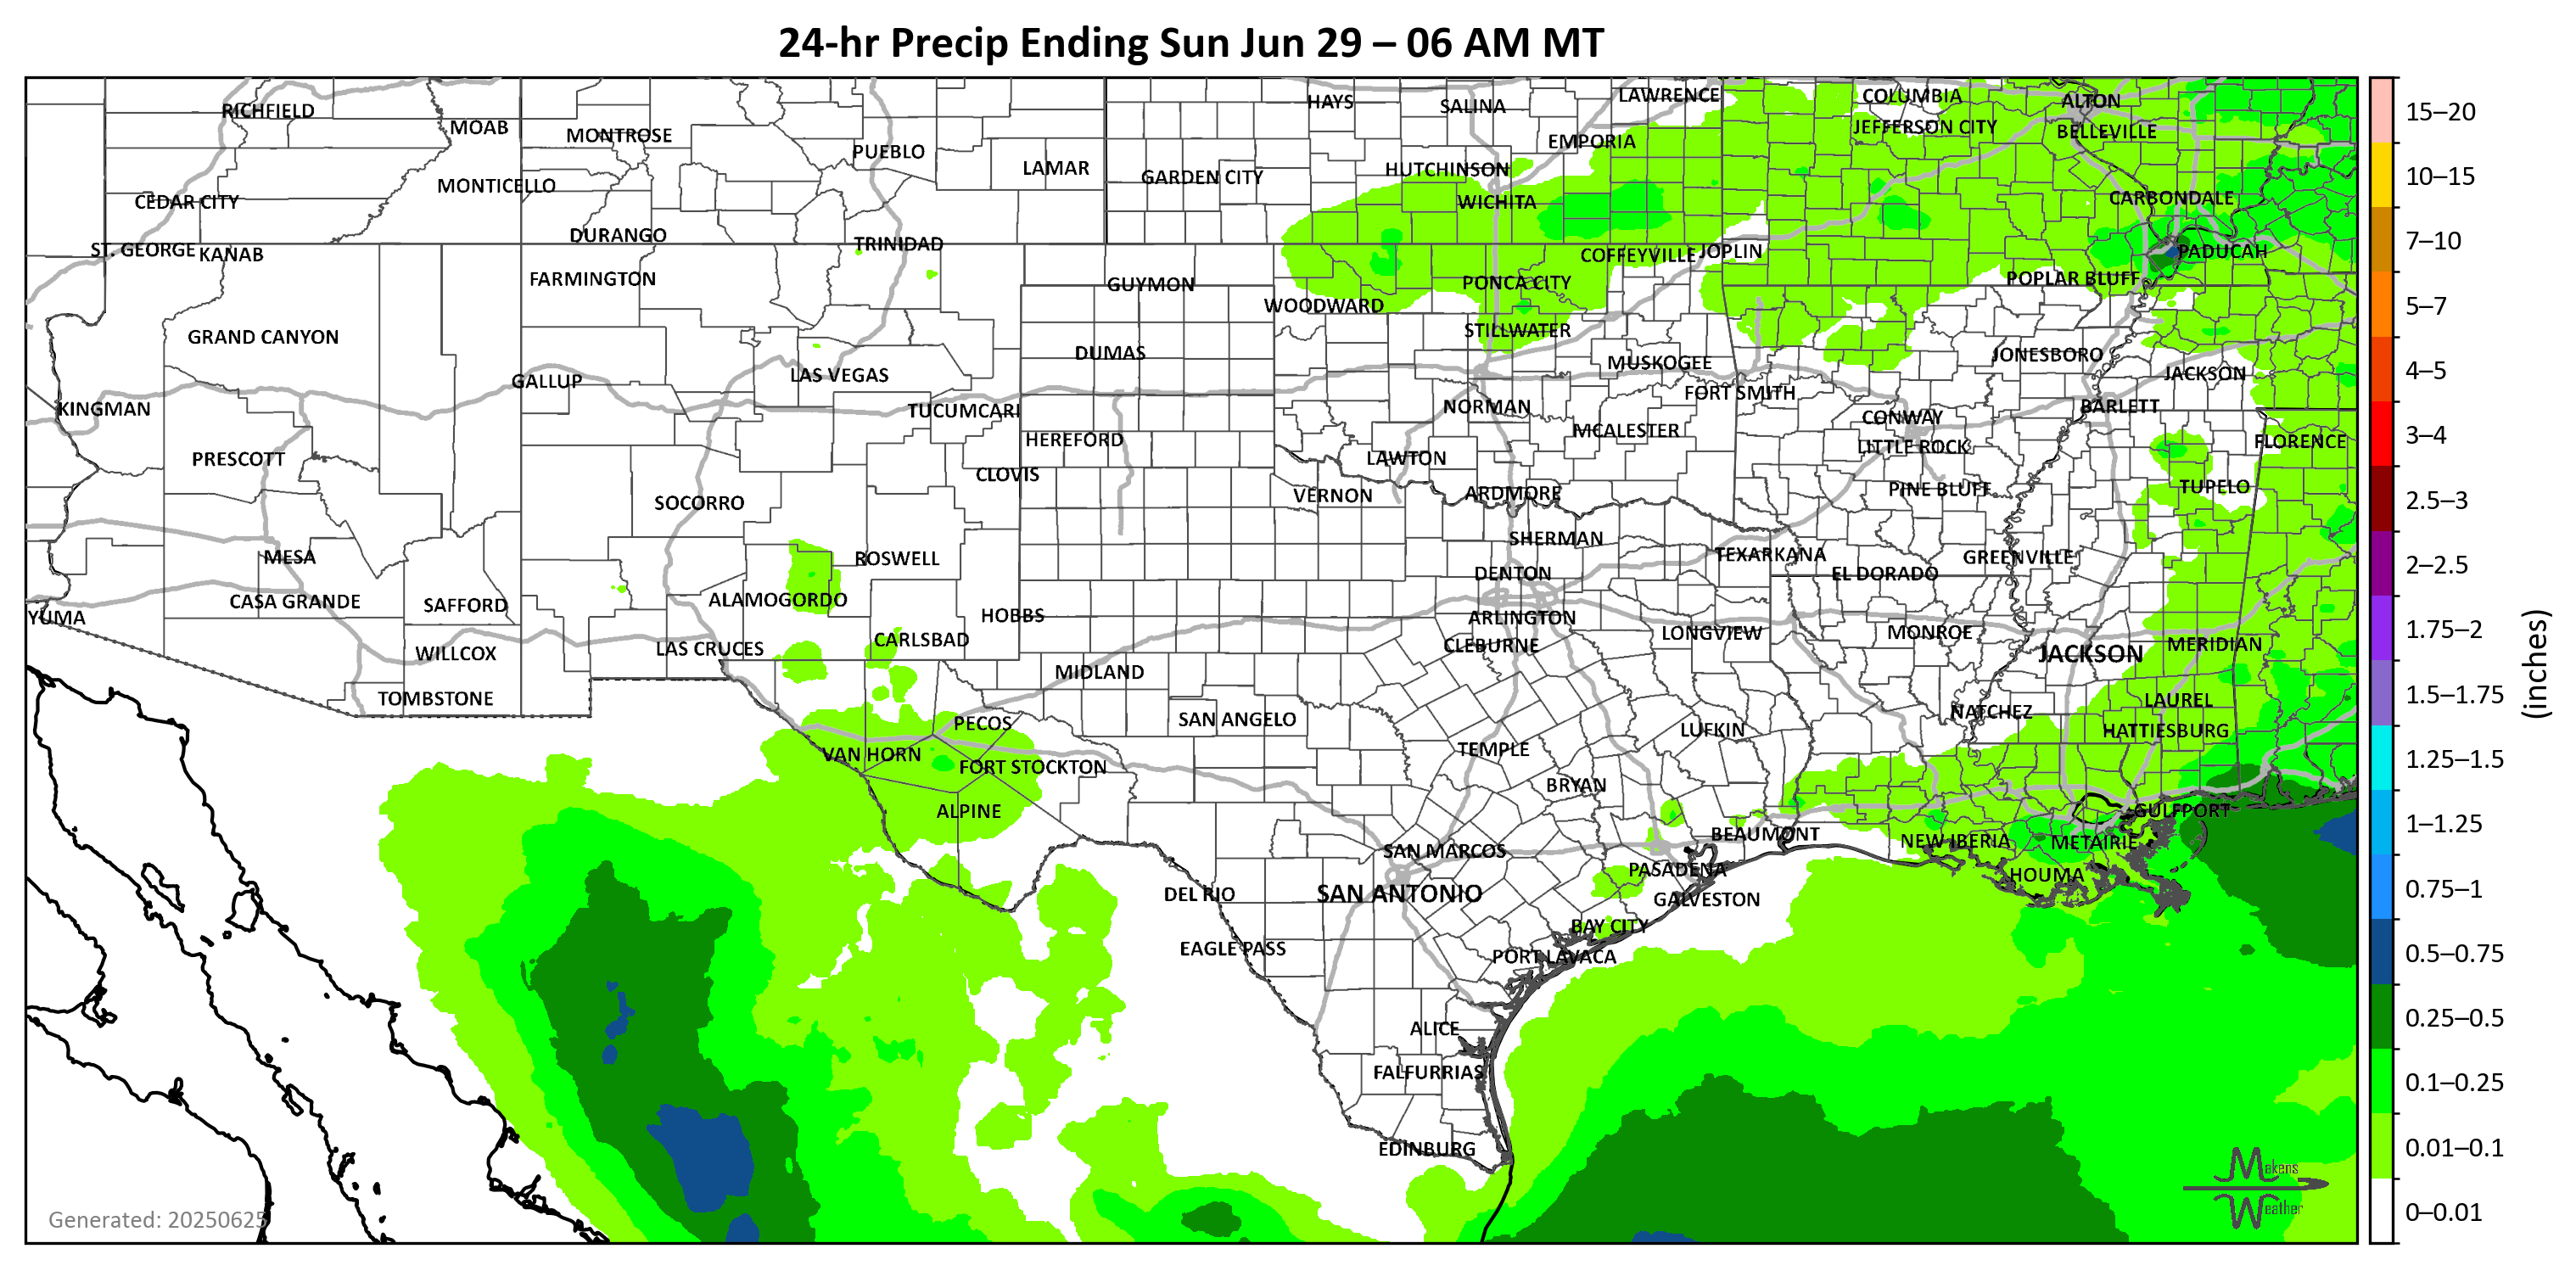 24-hr Precip Ending Sun Jun 29 – 06 AM MT
RICHFIELD
MOAB
MONTROSE
PUEBLO
LAMAR
GARDEN CITY
HAYS
SALINA
LAWRENCE
EMPORIA
HUTCHINSON
WICHITA
COLUMBIA
JEFFERSON CITY
ALTON
BELLEVILLE
CEDAR CITY
MONTICELLO
CARBONDALE
ST. GEORGE
KANAB
DURANGO
TRINIDAD
FARMINGTON
GUYMON
WOODWARD
PONCA CITY
COFFEYVILLE
JOPLIN
POPLAR BLUFF
PADUCAH
GRAND CANYON
DUMAS
STILLWATER
MUSKOGEE
JONESBORO
JACKSON
KINGMAN
GALLUP
LAS VEGAS
TUCUMCARI
HEREFORD
NORMAN
FORT SMITH
CONWAY
BARLETT
PRESCOTT
CLOVIS
LAWTON
MCALESTER
LITTLE ROCK
FLORENCE
SOCORRO
VERNON
ARDMORE
PINE BLUFF
TUPELO
MESA
ROSWELL
SHERMAN
TEXARKANA
GREENVILLE
DENTON
EL DORADO
YUMA
CASA GRANDE
SAFFORD
ALAMOGORDO
HOBBS
ARLINGTON
CLEBURNE
LONGVIEW
MONROE
JACKSON
MERIDIAN
WILLCOX
LAS CRUCES
CARLSBAD
MIDLAND
TOMBSTONE
PECOS
SAN ANGELO
LUFKIN
NATCHEZ
LAUREL
HATTIESBURG
VAN HORN
FORT STOCKTON
TEMPLE
BRYAN
ALPINE
GULFPORT
SAN MARCOS
BEAUMONT
NEW IBERIA
METAIRIE
DEL RIO
SAN ANTONIO
PASADENA
GALVESTON
HOUMA
EAGLE PASS
BAY CITY
PORT LAVACA
ALICE
FALFURRIAS
EDINBURG
Generated: 20250625
Mekens
Weather
15–20
10–15
7–10
5–7
4–5
3–4
2.5–3
2–2.5
1.75–2
1.5–1.75
1.25–1.5
1–1.25
0.75–1
0.5–0.75
0.25–0.5
0.1–0.25
0.01–0.1
0–0.01
(inches)